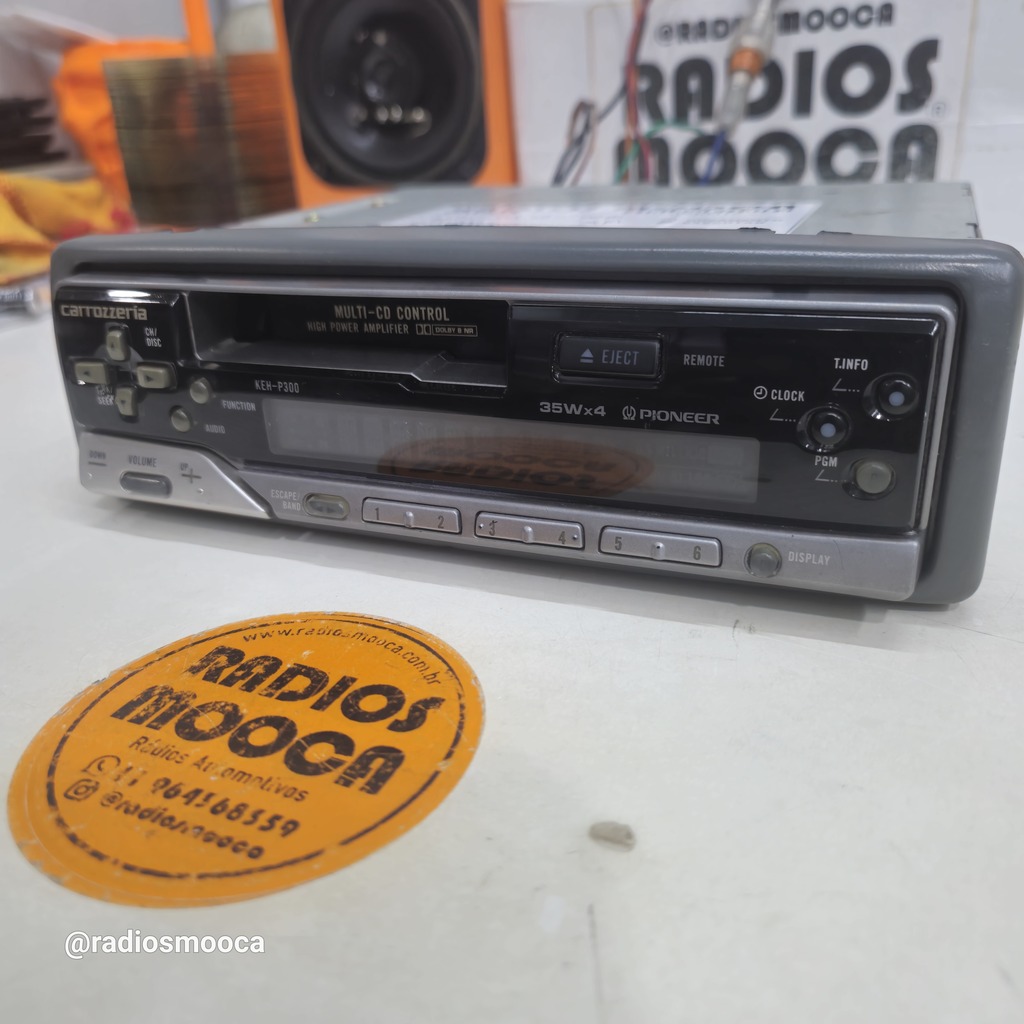 @RADIOSMOOCA
RADIOS
MOOCA
carrozzeria
CH/
DISC
SEEK
MULTI-CD CONTROL
HIGH POWER AMPLIFIER DOLBY B NR
EJECT
REMOTE
T.INFO
CLOCK
KEH-P300
FUNCTION
AUDIO
35W×4 PIONEER
PGM
DOWN VOLUME UP
ESCAPE/
BAND
1 2 3 4 5 6
DISPLAY
www.radiosmooca.com.br
RADIOS
MOOCA
Rádios Automotivos
@radiosmooca
@radiosmooca